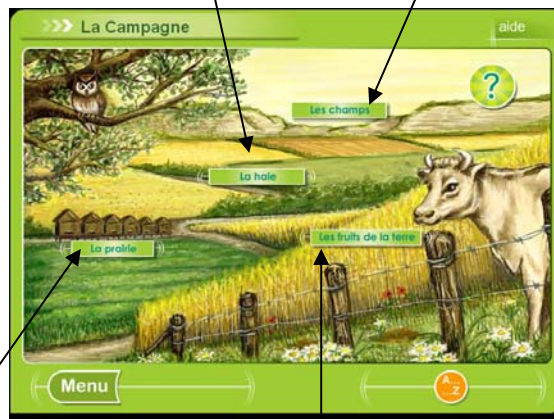 >>> La Campagne
aide
?
Les champs
La haie
La prairie
Les fruits de la terre
Menu
A...
...Z